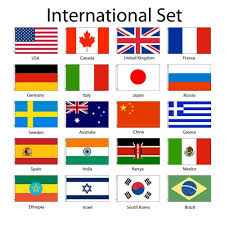 International Set
USA Canada United Kingdom France
Germany Italy Japan Russia
Sweden Australia China Greece
Spain India Kenya Mexico
Ethiopia Israel South Korea Brazil